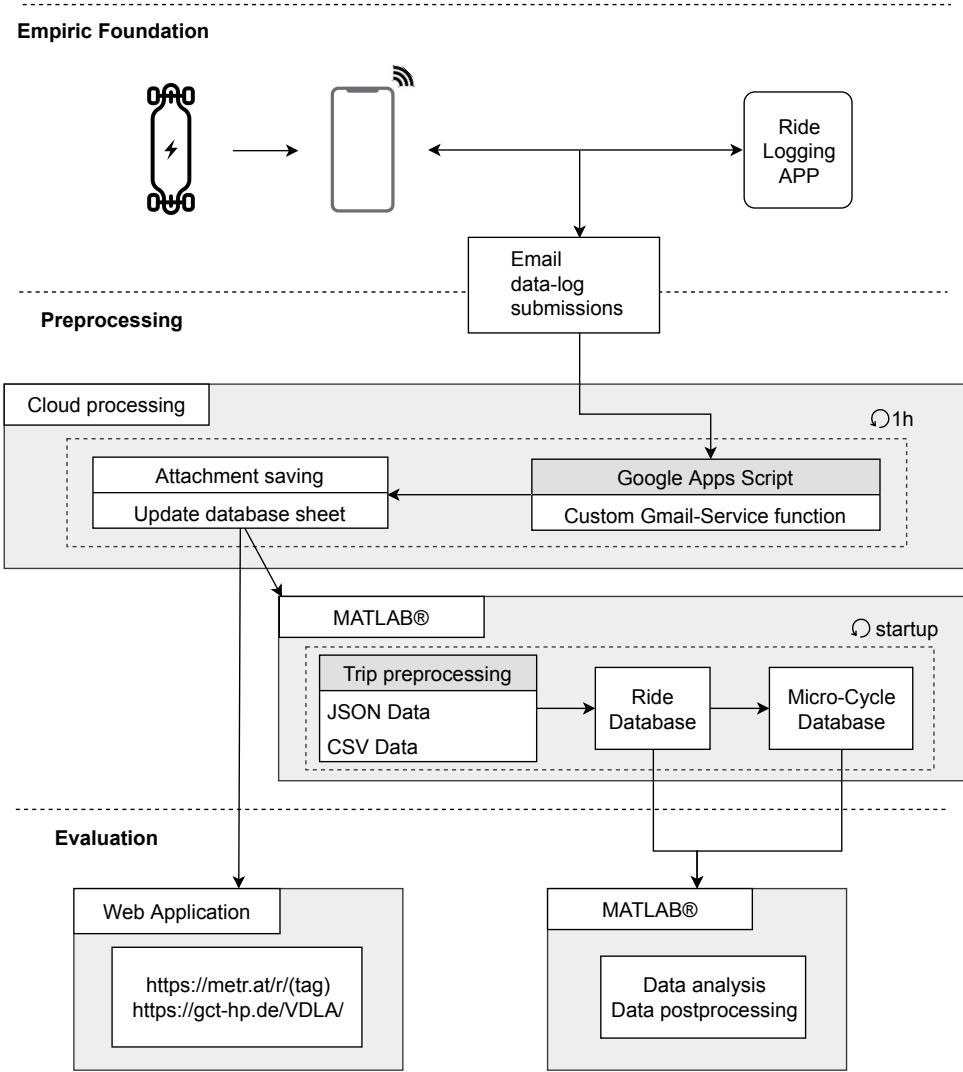 Empiric Foundation
Ride
Logging
APP
Email
data-log
submissions
Preprocessing
Cloud processing
1h
Attachment saving
Update database sheet
Google Apps Script
Custom Gmail-Service function
MATLAB®
startup
Trip preprocessing
JSON Data
CSV Data
Ride
Database
Micro-Cycle
Database
Evaluation
Web Application
https://metr.at/r/(tag)
https://gct-hp.de/VDLA/
MATLAB®
Data analysis
Data postprocessing